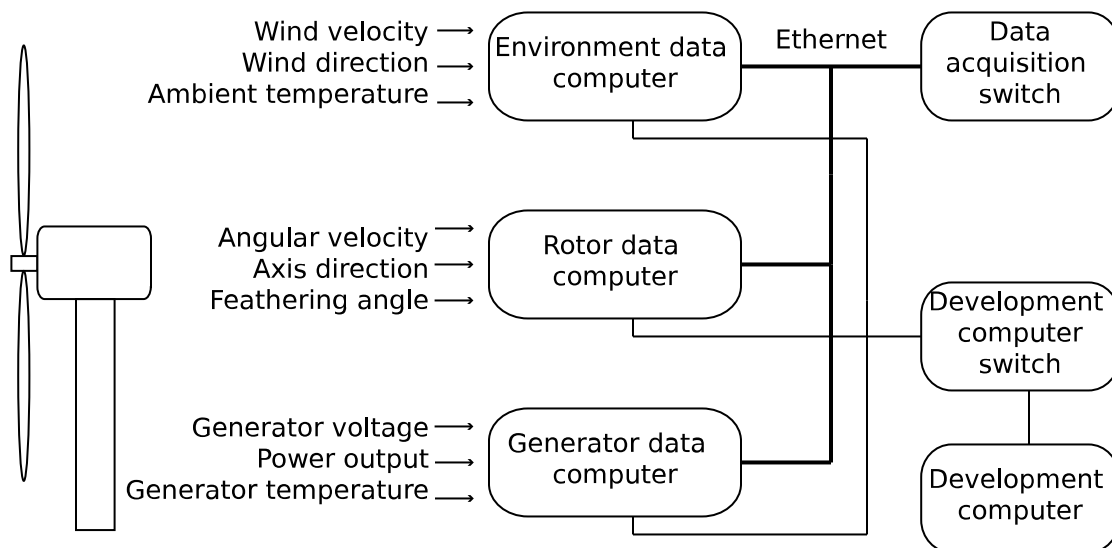 Wind velocity
Wind direction
Ambient temperature
Environment data
computer
Ethernet
Data
acquisition
switch
Angular velocity
Axis direction
Feathering angle
Rotor data
computer
Development
computer
switch
Generator voltage
Power output
Generator temperature
Generator data
computer
Development
computer